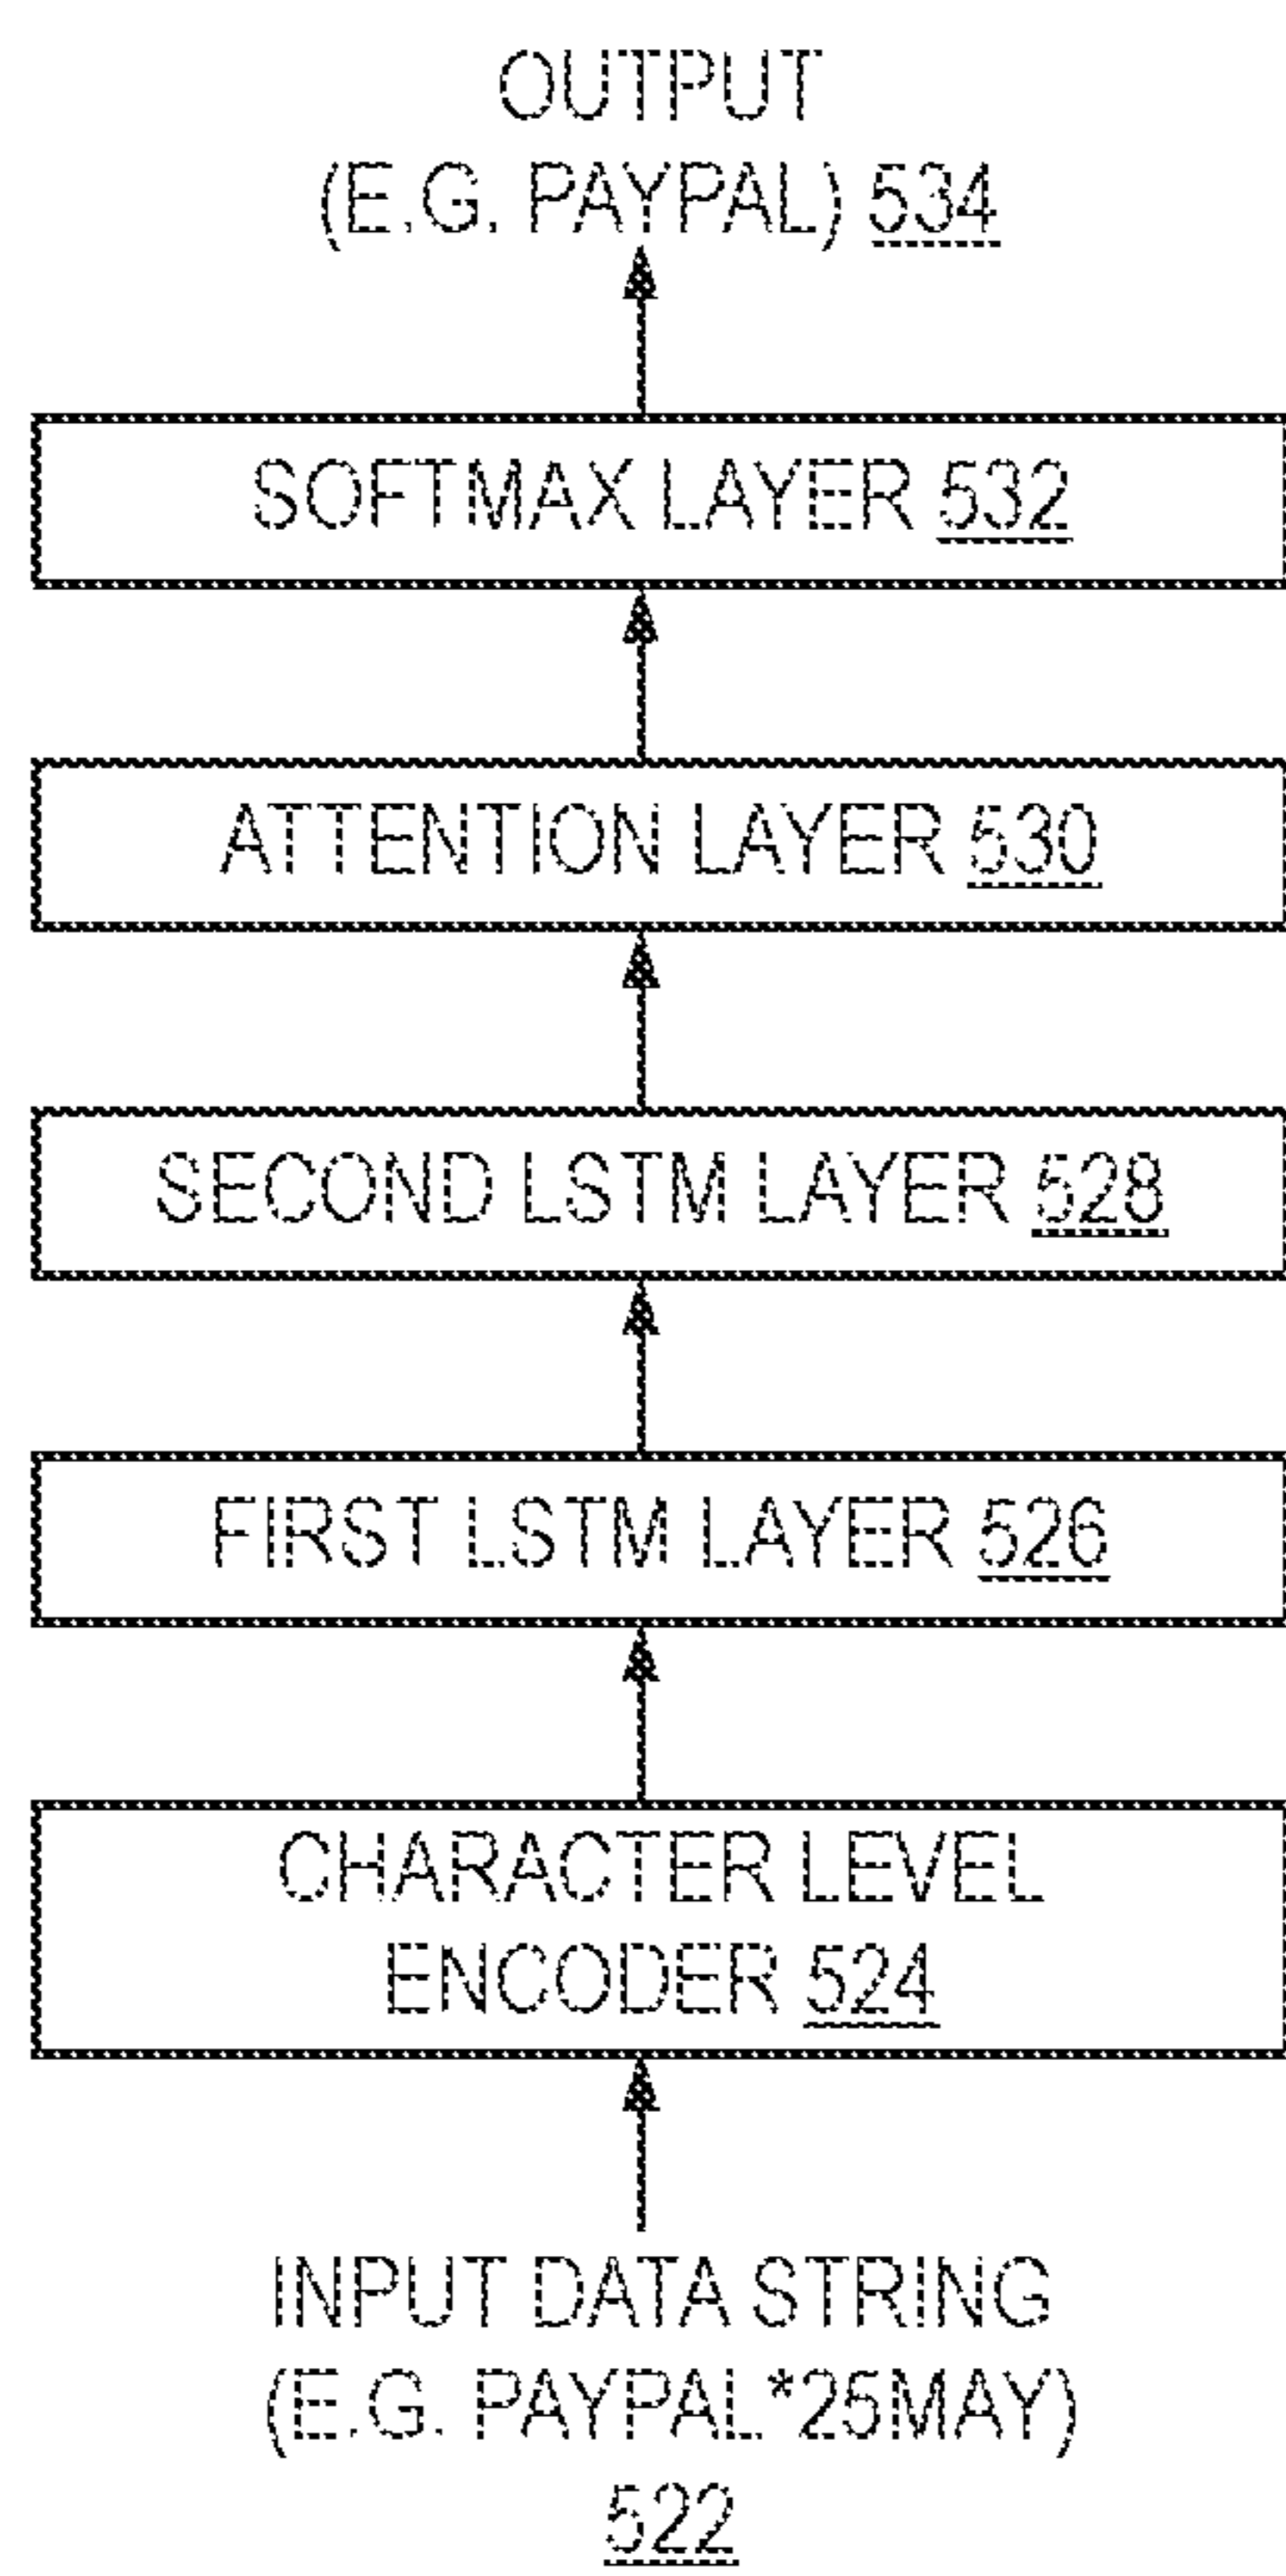 OUTPUT
(E.G. PAYPAL) 534
SOFTMAX LAYER 532
ATTENTION LAYER 530
SECOND LSTM LAYER 528
FIRST LSTM LAYER 526
CHARACTER LEVEL
ENCODER 524
INPUT DATA STRING
(E.G. PAYPAL*25MAY)
522